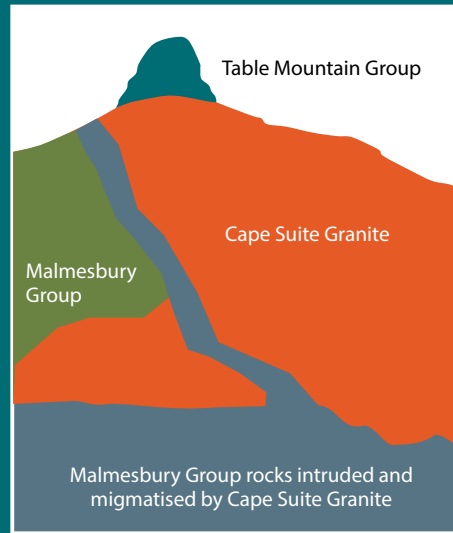 Table Mountain Group
Cape Suite Granite
Malmesbury
Group
Malmesbury Group rocks intruded and
migmatised by Cape Suite Granite